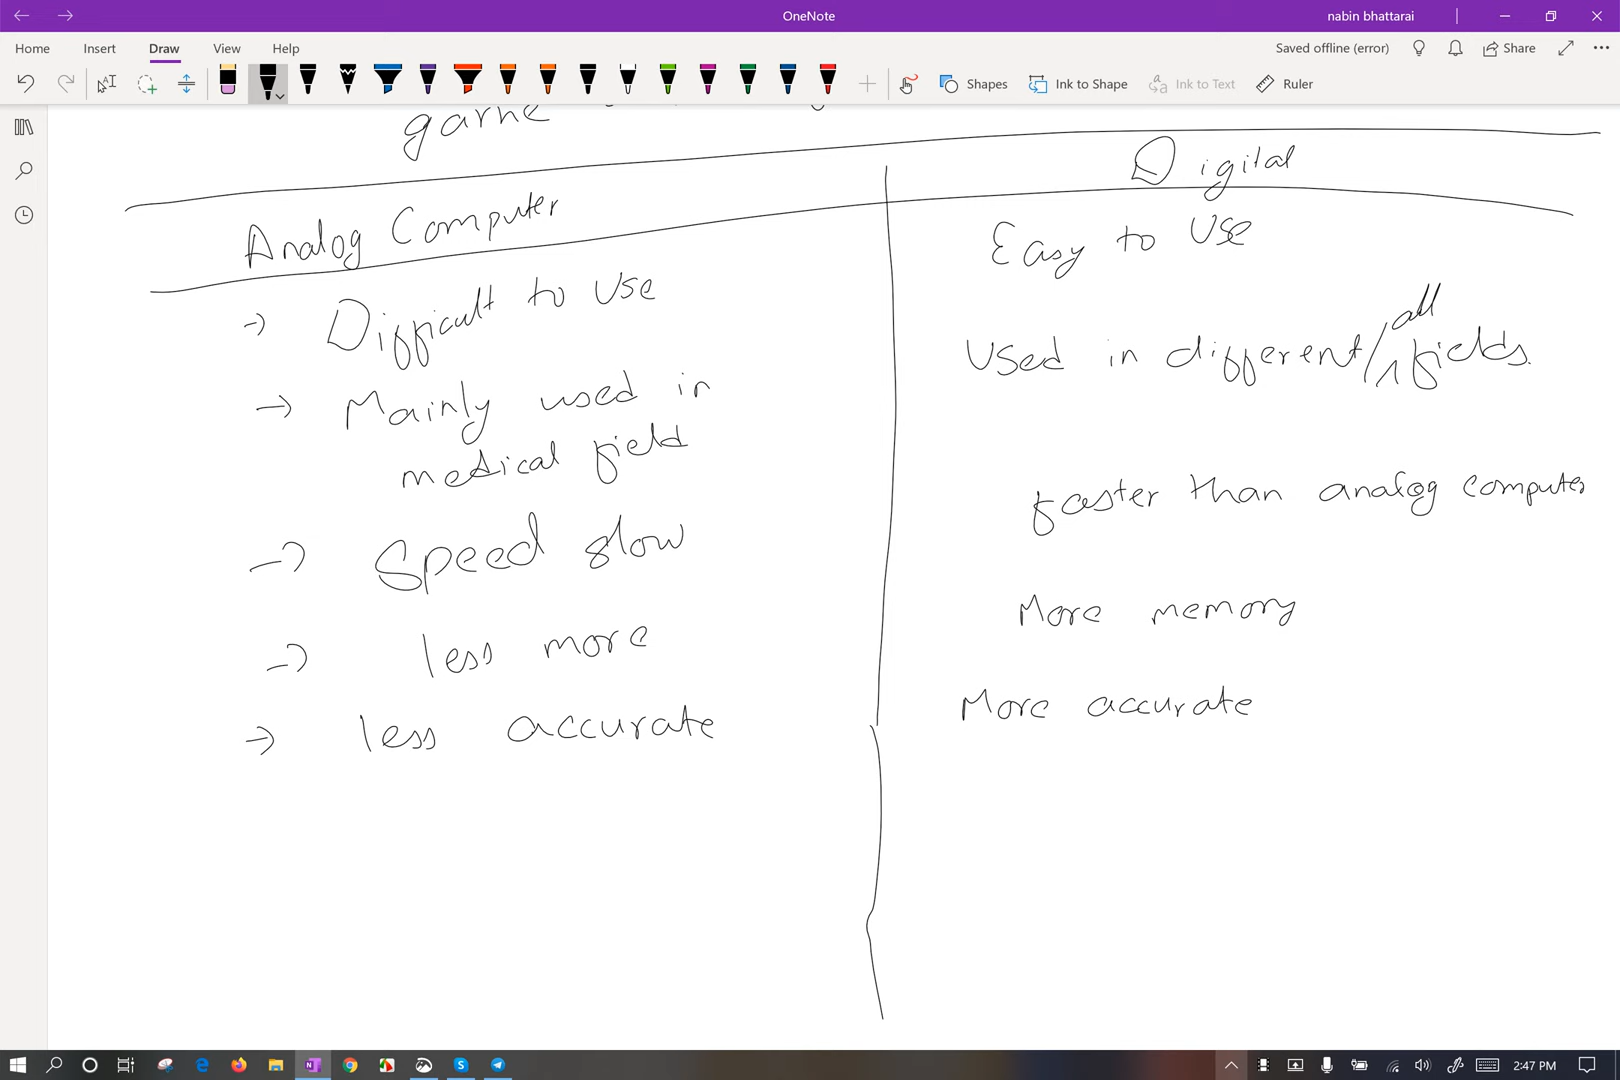 OneNote
nabin bhattarai
Home Insert Draw View Help
Saved offline (error)
Share
Shapes
Ink to Shape
Ink to Text
Ruler
garne
Analog Computer
Digital
→ Difficult to Use
Easy to Use
→ Mainly used in
medical field
Used in different/all fields.
→ Speed slow
faster than analog computer
→ less more
More memory
→ less accurate
More accurate
2:47 PM